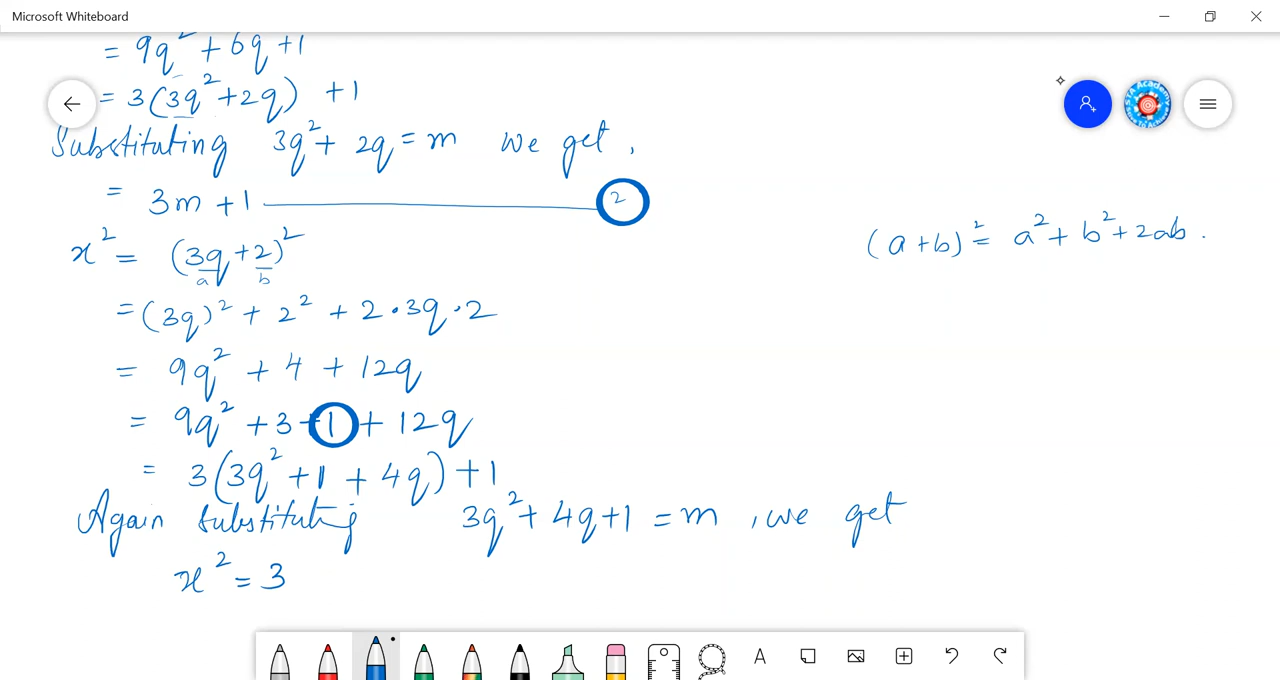 Microsoft Whiteboard
= 9q² + 6q + 1
= 3(3q² + 2q) + 1
Substituting 3q² + 2q = m we get,
= 3m + 1 ——— 2
x² = (3q + 2)²
a b
(a + b)² = a² + b² + 2ab.
= (3q)² + 2² + 2 · 3q · 2
= 9q² + 4 + 12q
= 9q² + 3 + 1 + 12q
= 3(3q² + 1 + 4q) + 1
Again substituting 3q² + 4q + 1 = m, we get
x² = 3
A